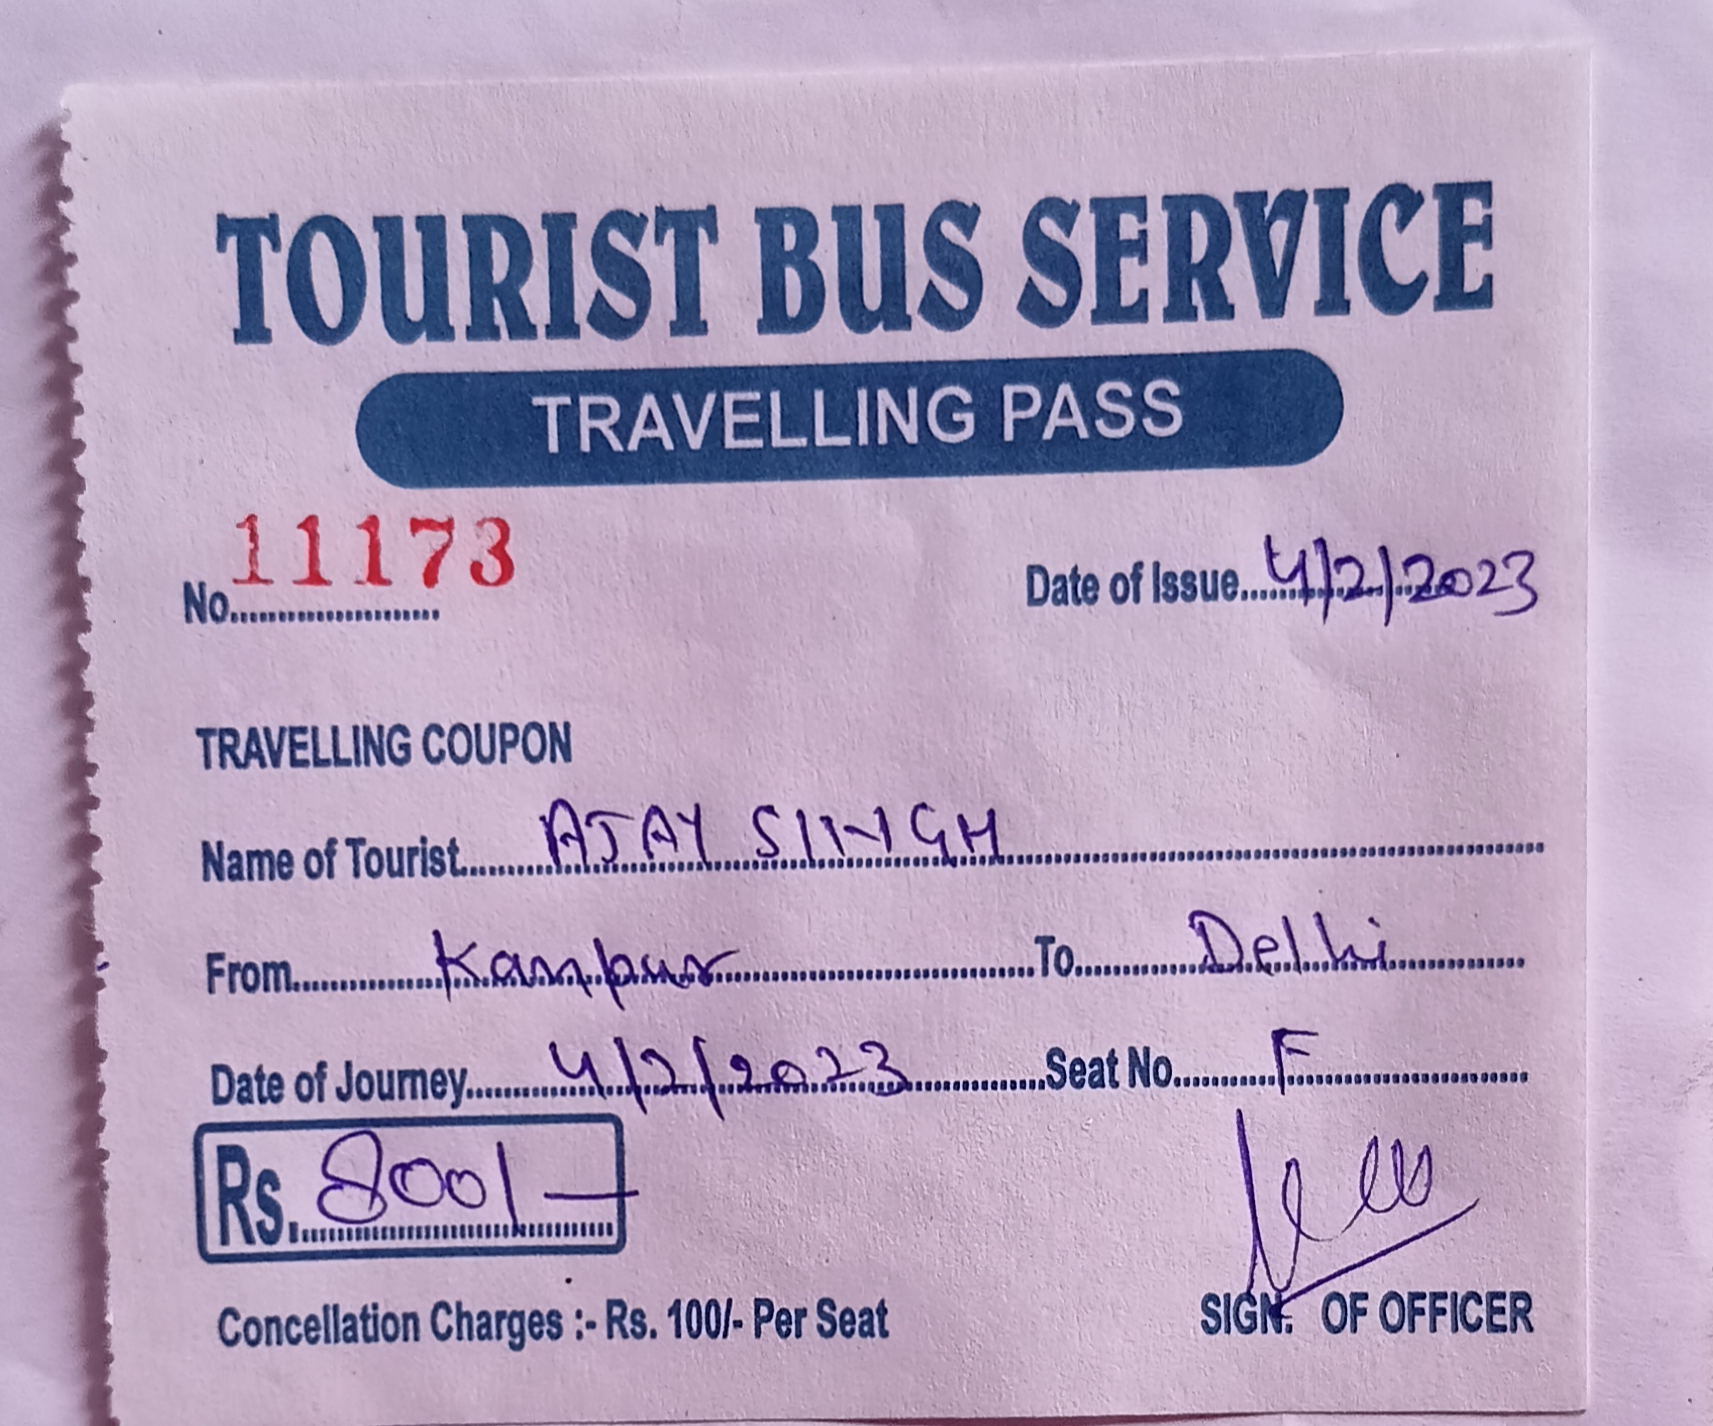 TOURIST BUS SERVICE
TRAVELLING PASS
No. 11173 Date of Issue 4/2/2023
TRAVELLING COUPON
Name of Tourist AJAY SINGH
From Kanpur To Delhi
Date of Journey 4/2/2023 Seat No. F
Rs. 800/-
Concellation Charges :- Rs. 100/- Per Seat SIGN. OF OFFICER